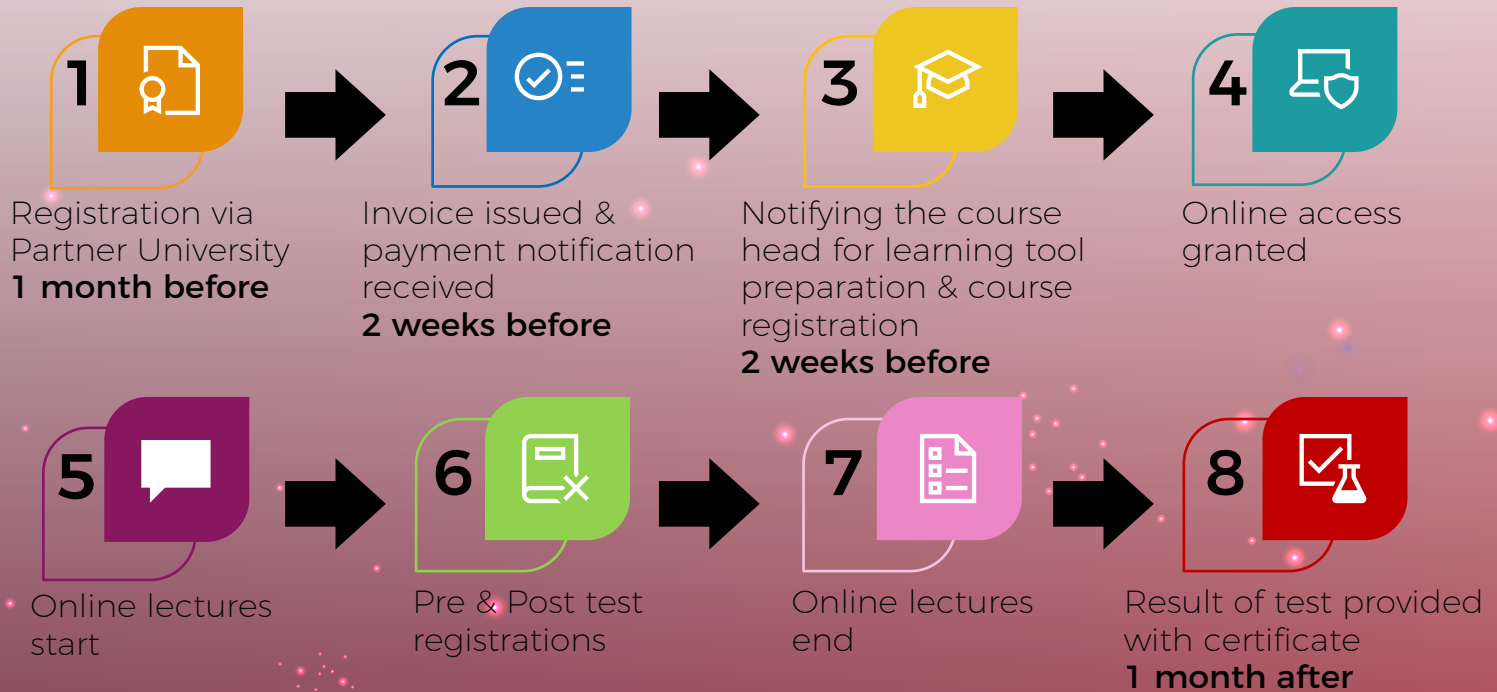 1
Registration via
Partner University
1 month before
2
Invoice issued &
payment notification
received
2 weeks before
3
Notifying the course
head for learning tool
preparation & course
registration
2 weeks before
4
Online access
granted
5
Online lectures
start
6
Pre & Post test
registrations
7
Online lectures
end
8
Result of test provided
with certificate
1 month after